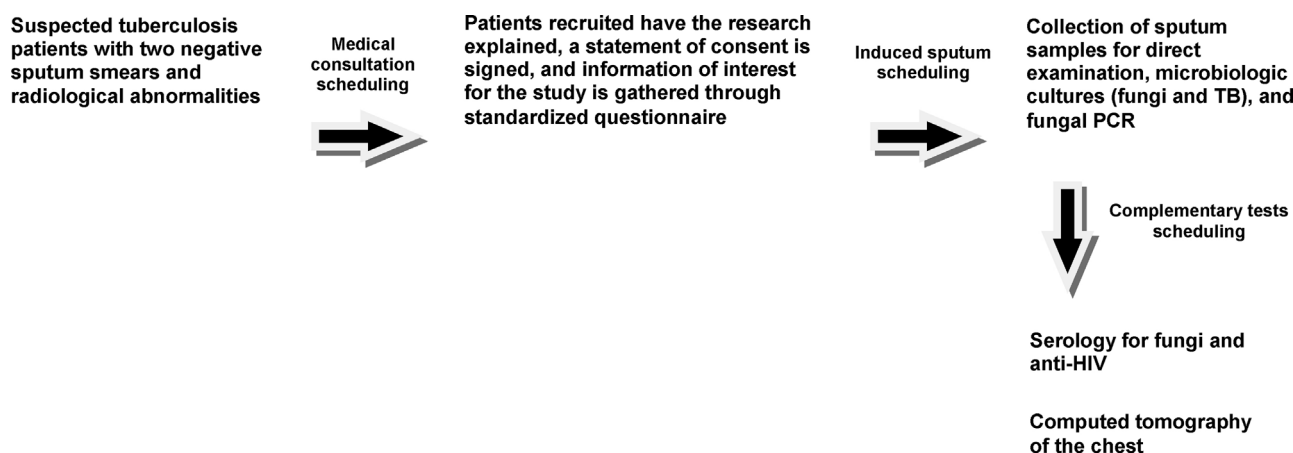 Suspected tuberculosis
patients with two negative
sputum smears and
radiological abnormalities
Medical
consultation
scheduling
Patients recruited have the research
explained, a statement of consent is
signed, and information of interest
for the study is gathered through
standardized questionnaire
Induced sputum
scheduling
Collection of sputum
samples for direct
examination, microbiologic
cultures (fungi and TB), and
fungal PCR
Complementary tests
scheduling
Serology for fungi and
anti-HIV
Computed tomography
of the chest